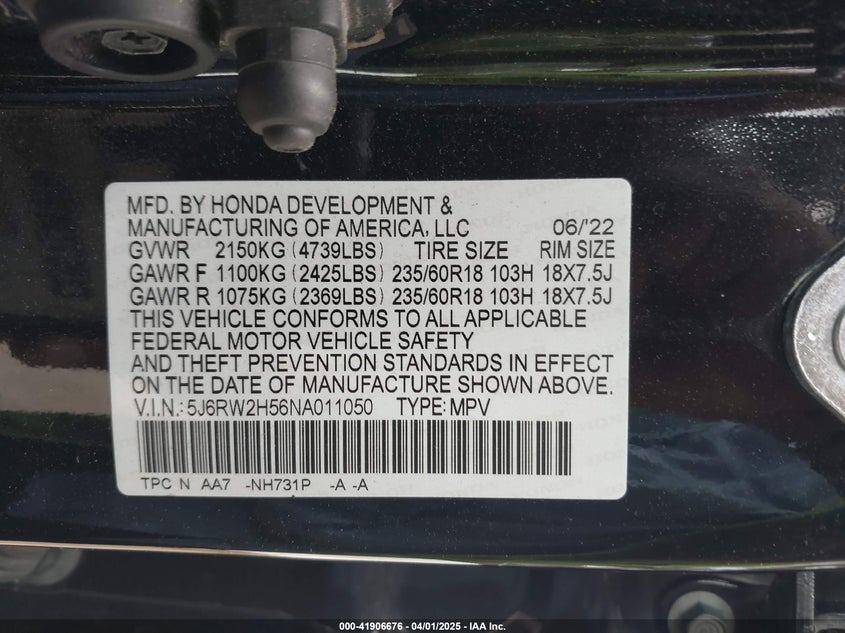 MFD. BY HONDA DEVELOPMENT &
MANUFACTURING OF AMERICA, LLC 06/'22
GVWR 2150KG (4739LBS) TIRE SIZE RIM SIZE
GAWR F 1100KG (2425LBS) 235/60R18 103H 18X7.5J
GAWR R 1075KG (2369LBS) 235/60R18 103H 18X7.5J
THIS VEHICLE CONFORMS TO ALL APPLICABLE
FEDERAL MOTOR VEHICLE SAFETY
AND THEFT PREVENTION STANDARDS IN EFFECT
ON THE DATE OF MANUFACTURE SHOWN ABOVE.
V.I.N.:5J6RW2H56NA011050 TYPE:MPV
TPC N AA7 -NH731P -A -A
000-41906676 - 04/01/2025 - IAA Inc.